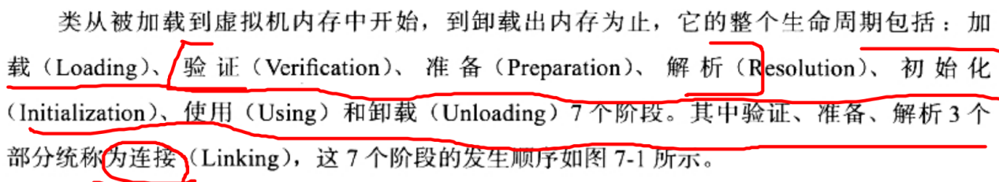 类从被加载到虚拟机内存中开始，到卸载出内存为止，它的整个生命周期包括：加
载（Loading）、验证（Verification）、准备（Preparation）、解析（Resolution）、初始化
（Initialization）、使用（Using）和卸载（Unloading）7个阶段。其中验证、准备、解析3个
部分统称为连接（Linking），这7个阶段的发生顺序如图7-1所示。